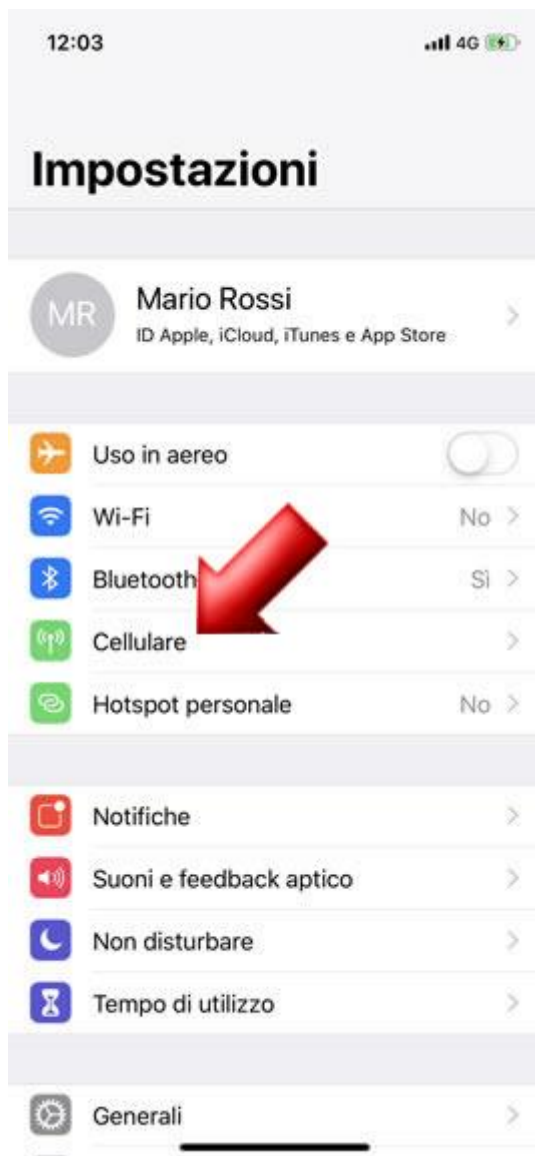 12:03
4G
Impostazioni
MR
Mario Rossi
ID Apple, iCloud, iTunes e App Store
Uso in aereo
Wi-Fi No
Bluetooth Sì
Cellulare
Hotspot personale No
Notifiche
Suoni e feedback aptico
Non disturbare
Tempo di utilizzo
Generali